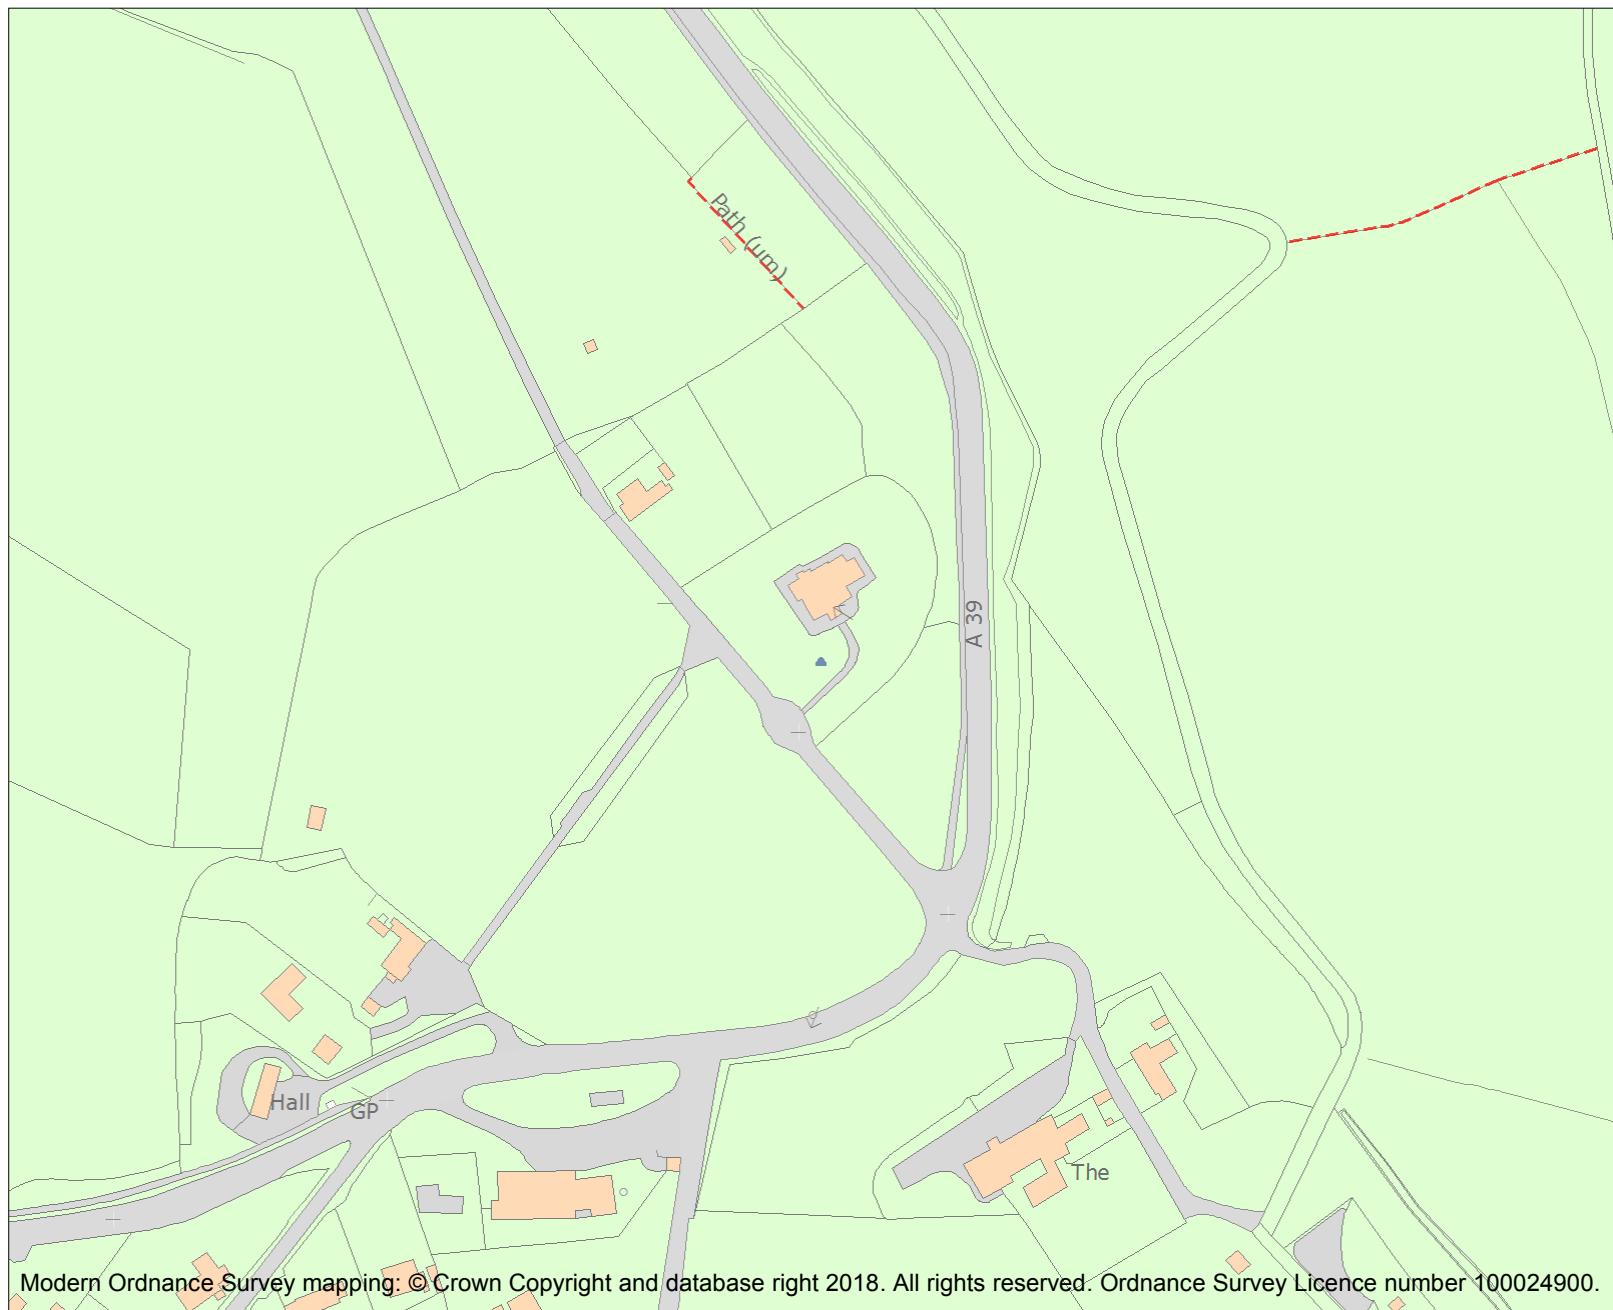 Path (um)
A 39
Hall
GP
The
Modern Ordnance Survey mapping: © Crown Copyright and database right 2018. All rights reserved. Ordnance Survey Licence number 100024900.